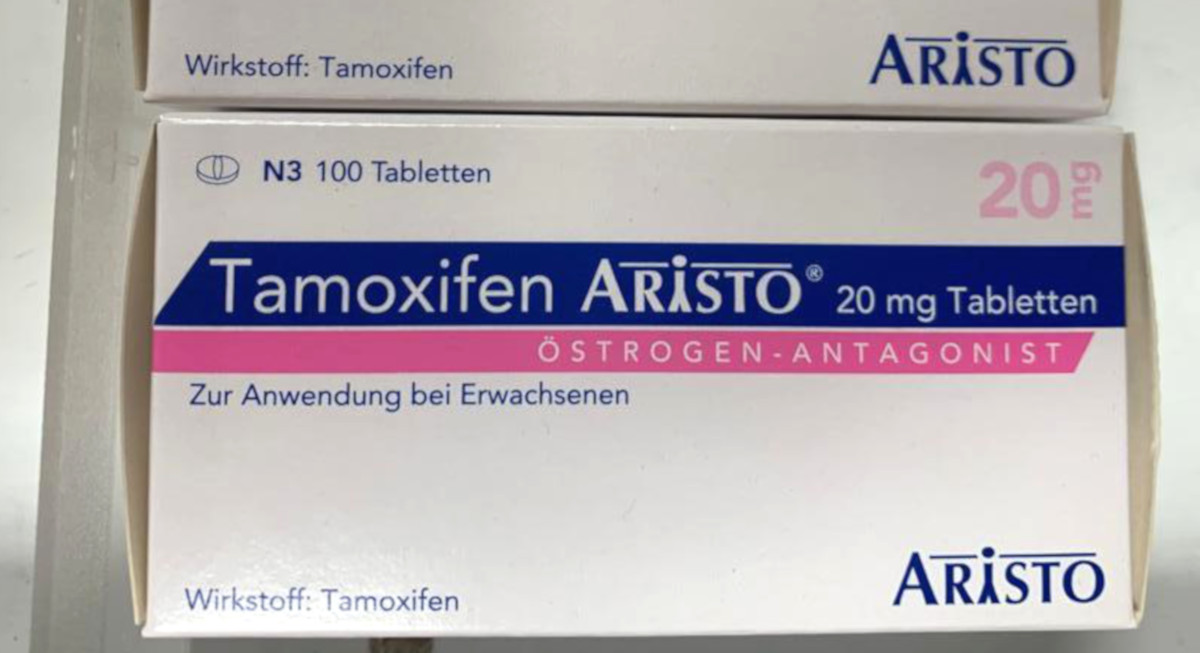 Wirkstoff: Tamoxifen ARISTO
N3 100 Tabletten 20 mg
Tamoxifen ARISTO® 20 mg Tabletten
ÖSTROGEN-ANTAGONIST
Zur Anwendung bei Erwachsenen
Wirkstoff: Tamoxifen ARISTO